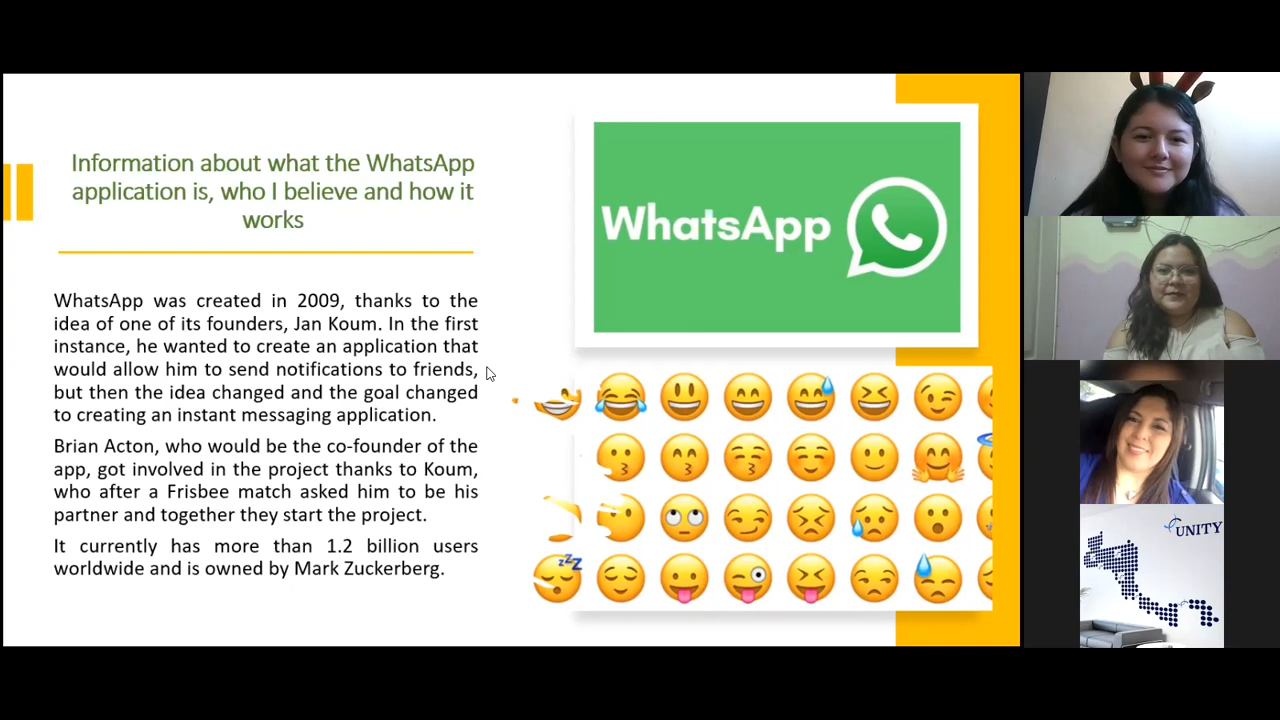 Information about what the WhatsApp
application is, who I believe and how it
works
WhatsApp was created in 2009, thanks to the
idea of one of its founders, Jan Koum. In the first
instance, he wanted to create an application that
would allow him to send notifications to friends,
but then the idea changed and the goal changed
to creating an instant messaging application.
Brian Acton, who would be the co-founder of the
app, got involved in the project thanks to Koum,
who after a Frisbee match asked him to be his
partner and together they start the project.
It currently has more than 1.2 billion users
worldwide and is owned by Mark Zuckerberg.
WhatsApp
zzz
UNITY